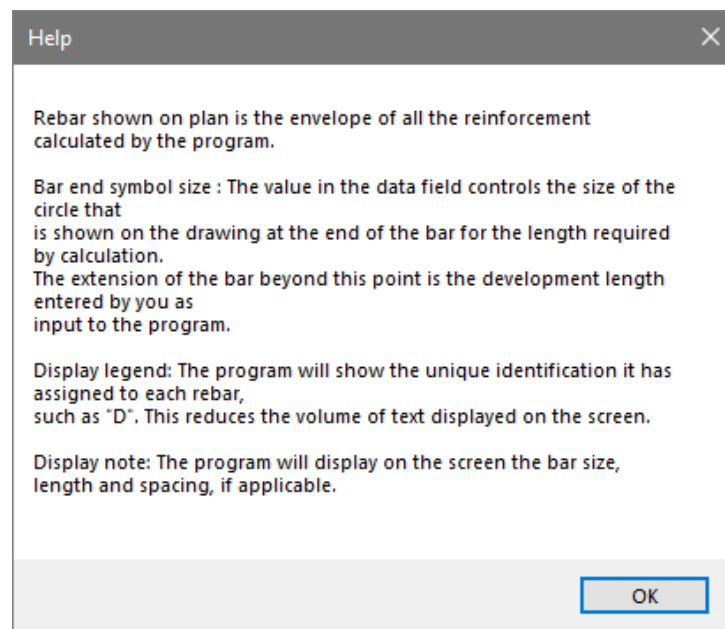 Help
Rebar shown on plan is the envelope of all the reinforcement
calculated by the program.
Bar end symbol size : The value in the data field controls the size of the
circle that
is shown on the drawing at the end of the bar for the length required
by calculation.
The extension of the bar beyond this point is the development length
entered by you as
input to the program.
Display legend: The program will show the unique identification it has
assigned to each rebar,
such as "D". This reduces the volume of text displayed on the screen.
Display note: The program will display on the screen the bar size,
length and spacing, if applicable.
OK